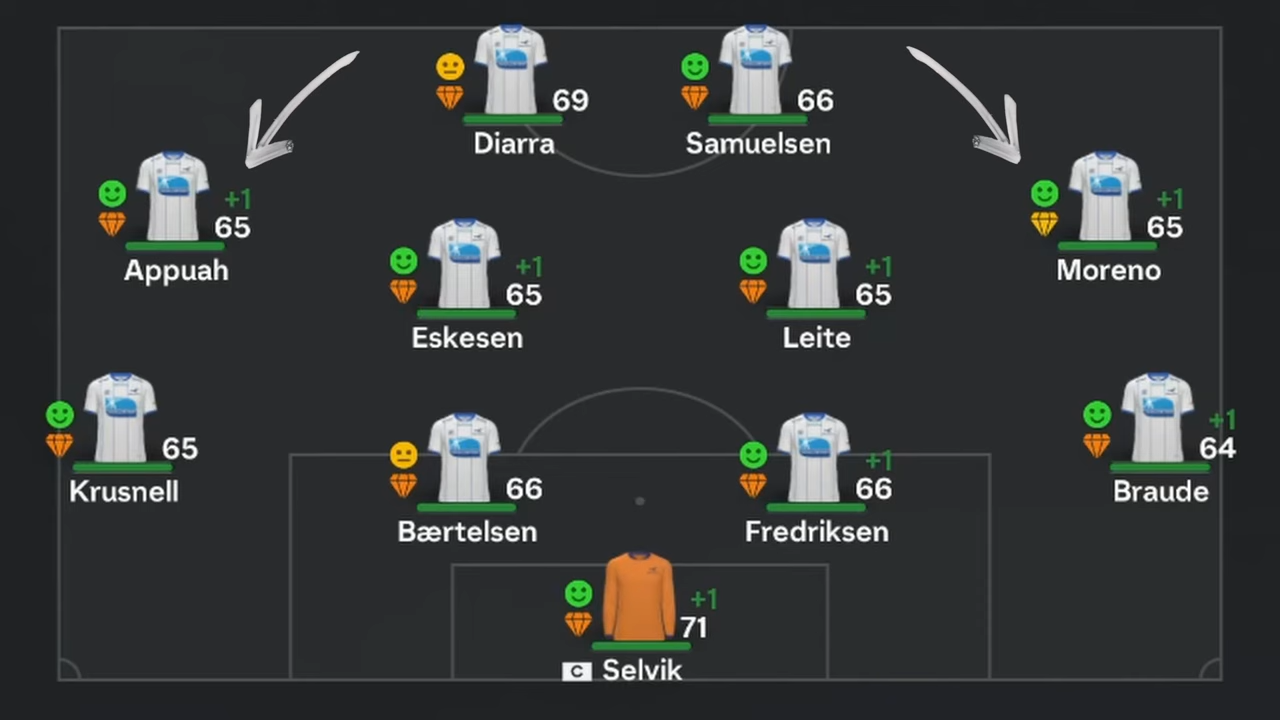 69
Diarra
66
Samuelsen
+1
65
Appuah
+1
65
Moreno
+1
65
Eskesen
+1
65
Leite
65
Krusnell
66
Bærtelsen
+1
66
Fredriksen
+1
64
Braude
+1
71
C Selvik